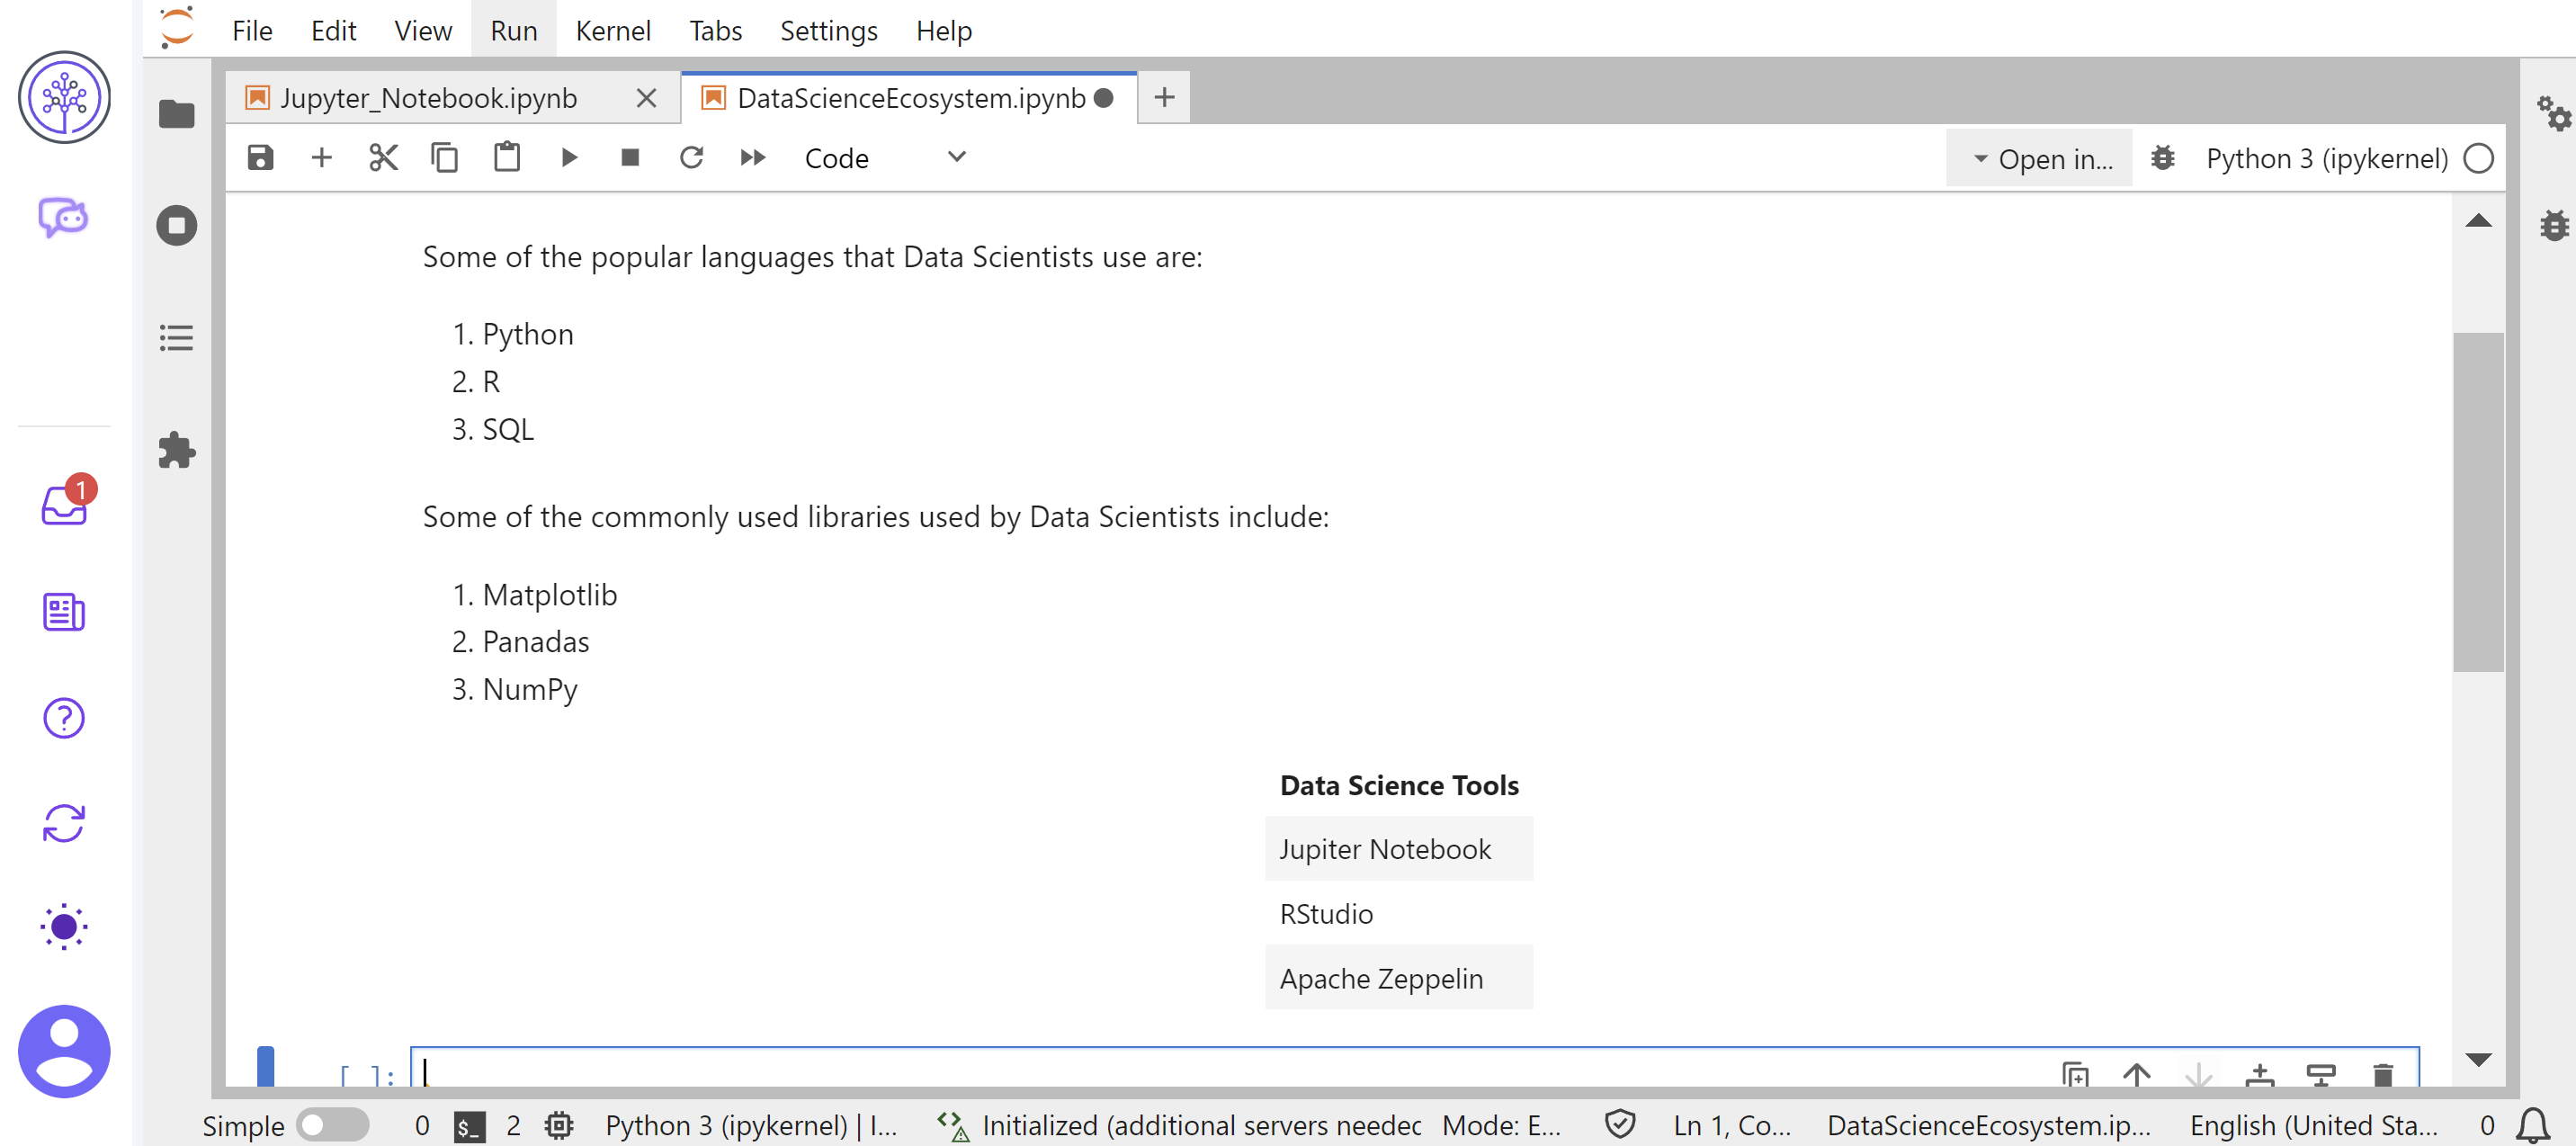 File Edit View Run Kernel Tabs Settings Help
Jupyter_Notebook.ipynb DataScienceEcosystem.ipynb
Code Open in... Python 3 (ipykernel)
Some of the popular languages that Data Scientists use are:
1. Python
2. R
3. SQL
Some of the commonly used libraries used by Data Scientists include:
1. Matplotlib
2. Panadas
3. NumPy
Data Science Tools
Jupiter Notebook
RStudio
Apache Zeppelin
[ ]:
1
Simple 0 $_ 2 Python 3 (ipykernel) | I... Initialized (additional servers needed Mode: E... Ln 1, Co... DataScienceEcosystem.ip... English (United Sta... 0